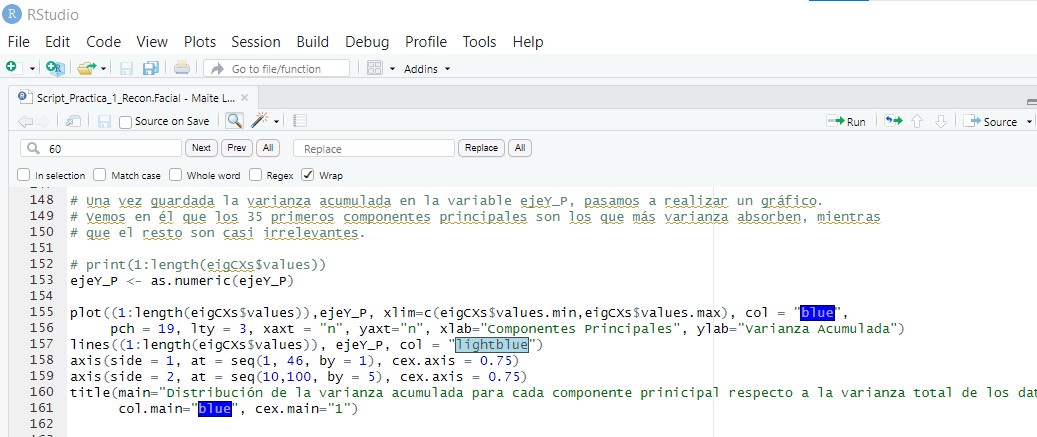 RStudio
File Edit Code View Plots Session Build Debug Profile Tools Help
Go to file/function Addins
Script_Practica_1_Recon.Facial - Maite L...
Source on Save Run Source
60 Next Prev All Replace Replace All
In selection Match case Whole word Regex Wrap
148 # Una vez guardada la varianza acumulada en la variable ejeY_P, pasamos a realizar un gráfico.
149 # Vemos en él que los 35 primeros componentes principales son los que más varianza absorben, mientras
150 # que el resto son casi irrelevantes.
151
152 # print(1:length(eigCXs$values))
153 ejeY_P <- as.numeric(ejeY_P)
154
155 plot((1:length(eigCXs$values)),ejeY_P, xlim=c(eigCXs$values.min,eigCXs$values.max), col = "blue",
156 pch = 19, lty = 3, xaxt = "n", yaxt="n", xlab="Componentes Principales", ylab="Varianza Acumulada")
157 lines((1:length(eigCXs$values)), ejeY_P, col = "lightblue")
158 axis(side = 1, at = seq(1, 46, by = 1), cex.axis = 0.75)
159 axis(side = 2, at = seq(10,100, by = 5), cex.axis = 0.75)
160 title(main="Distribución de la varianza acumulada para cada componente prinicipal respecto a la varianza total de los dat
161 col.main="blue", cex.main="1")
162